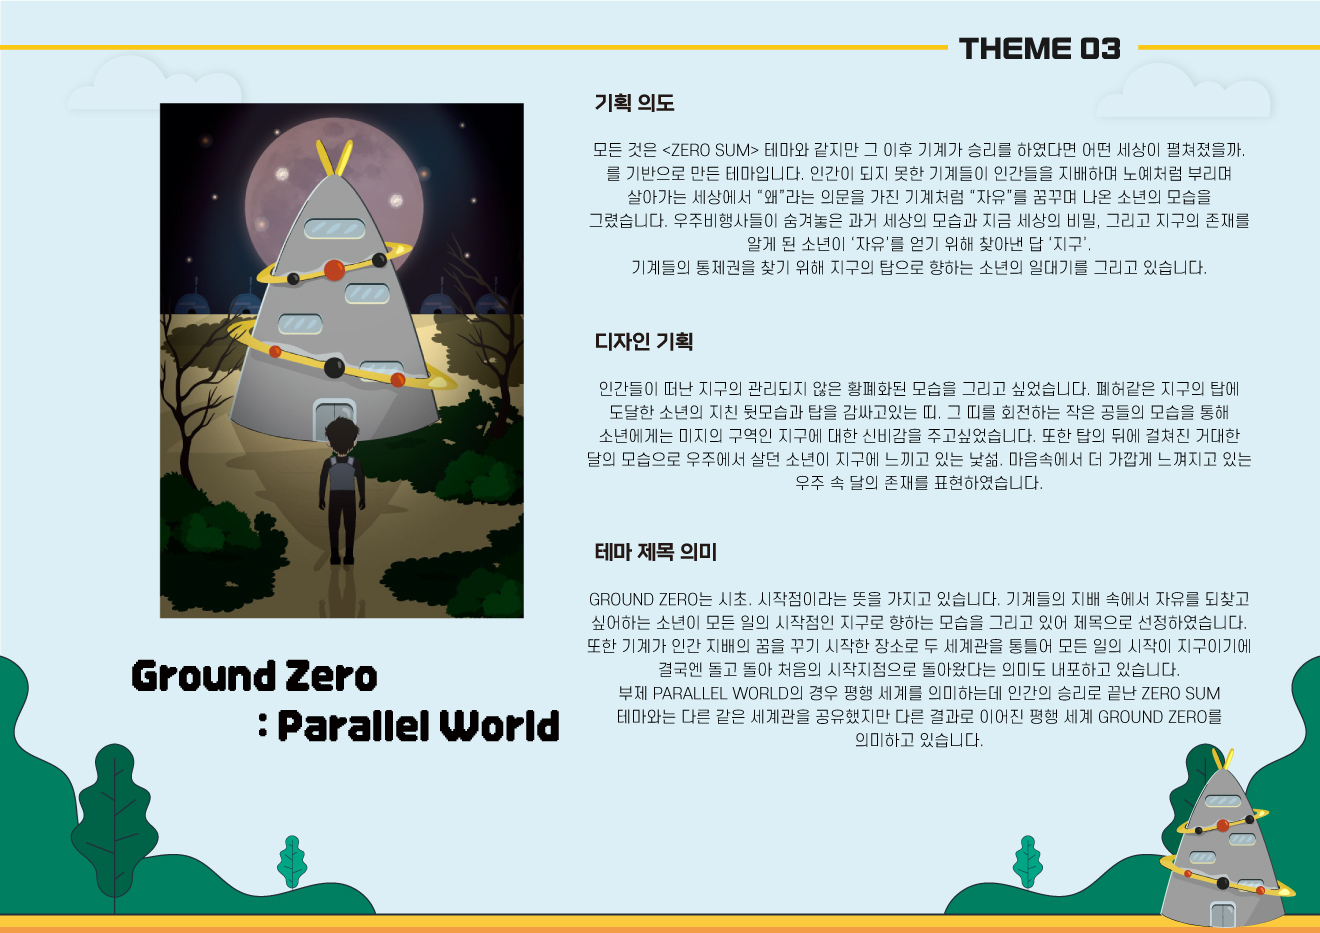 THEME 03
기획 의도
모든 것은 <ZERO SUM> 테마와 같지만 그 이후 기계가 승리를 하였다면 어떤 세상이 펼쳐졌을까.
를 기반으로 만든 테마입니다. 인간이 되지 못한 기계들이 인간들을 지배하며 노예처럼 부리며
살아가는 세상에서 “왜”라는 의문을 가진 기계처럼 “자유”를 꿈꾸며 나온 소년의 모습을
그렸습니다. 우주비행사들이 숨겨놓은 과거 세상의 모습과 지금 세상의 비밀, 그리고 지구의 존재를
알게 된 소년이 ‘자유’를 얻기 위해 찾아낸 답 ‘지구’.
기계들의 통제권을 찾기 위해 지구의 탑으로 향하는 소년의 일대기를 그리고 있습니다.
디자인 기획
인간들이 떠난 지구의 관리되지 않은 황폐화된 모습을 그리고 싶었습니다. 폐허같은 지구의 탑에
도달한 소년의 지친 뒷모습과 탑을 감싸고있는 띠. 그 띠를 회전하는 작은 공들의 모습을 통해
소년에게는 미지의 구역인 지구에 대한 신비감을 주고싶었습니다. 또한 탑의 뒤에 걸쳐진 거대한
달의 모습으로 우주에서 살던 소년이 지구에 느끼고 있는 낯섦. 마음속에서 더 가깝게 느껴지고 있는
우주 속 달의 존재를 표현하였습니다.
테마 제목 의미
GROUND ZERO는 시초. 시작점이라는 뜻을 가지고 있습니다. 기계들의 지배 속에서 자유를 되찾고
싶어하는 소년이 모든 일의 시작점인 지구로 향하는 모습을 그리고 있어 제목으로 선정하였습니다.
또한 기계가 인간 지배의 꿈을 꾸기 시작한 장소로 두 세계관을 통틀어 모든 일의 시작이 지구이기에
결국엔 돌고 돌아 처음의 시작지점으로 돌아왔다는 의미도 내포하고 있습니다.
부제 PARALLEL WORLD의 경우 평행 세계를 의미하는데 인간의 승리로 끝난 ZERO SUM
테마와는 다른 같은 세계관을 공유했지만 다른 결과로 이어진 평행 세계 GROUND ZERO를
의미하고 있습니다.
Ground Zero
: Parallel World